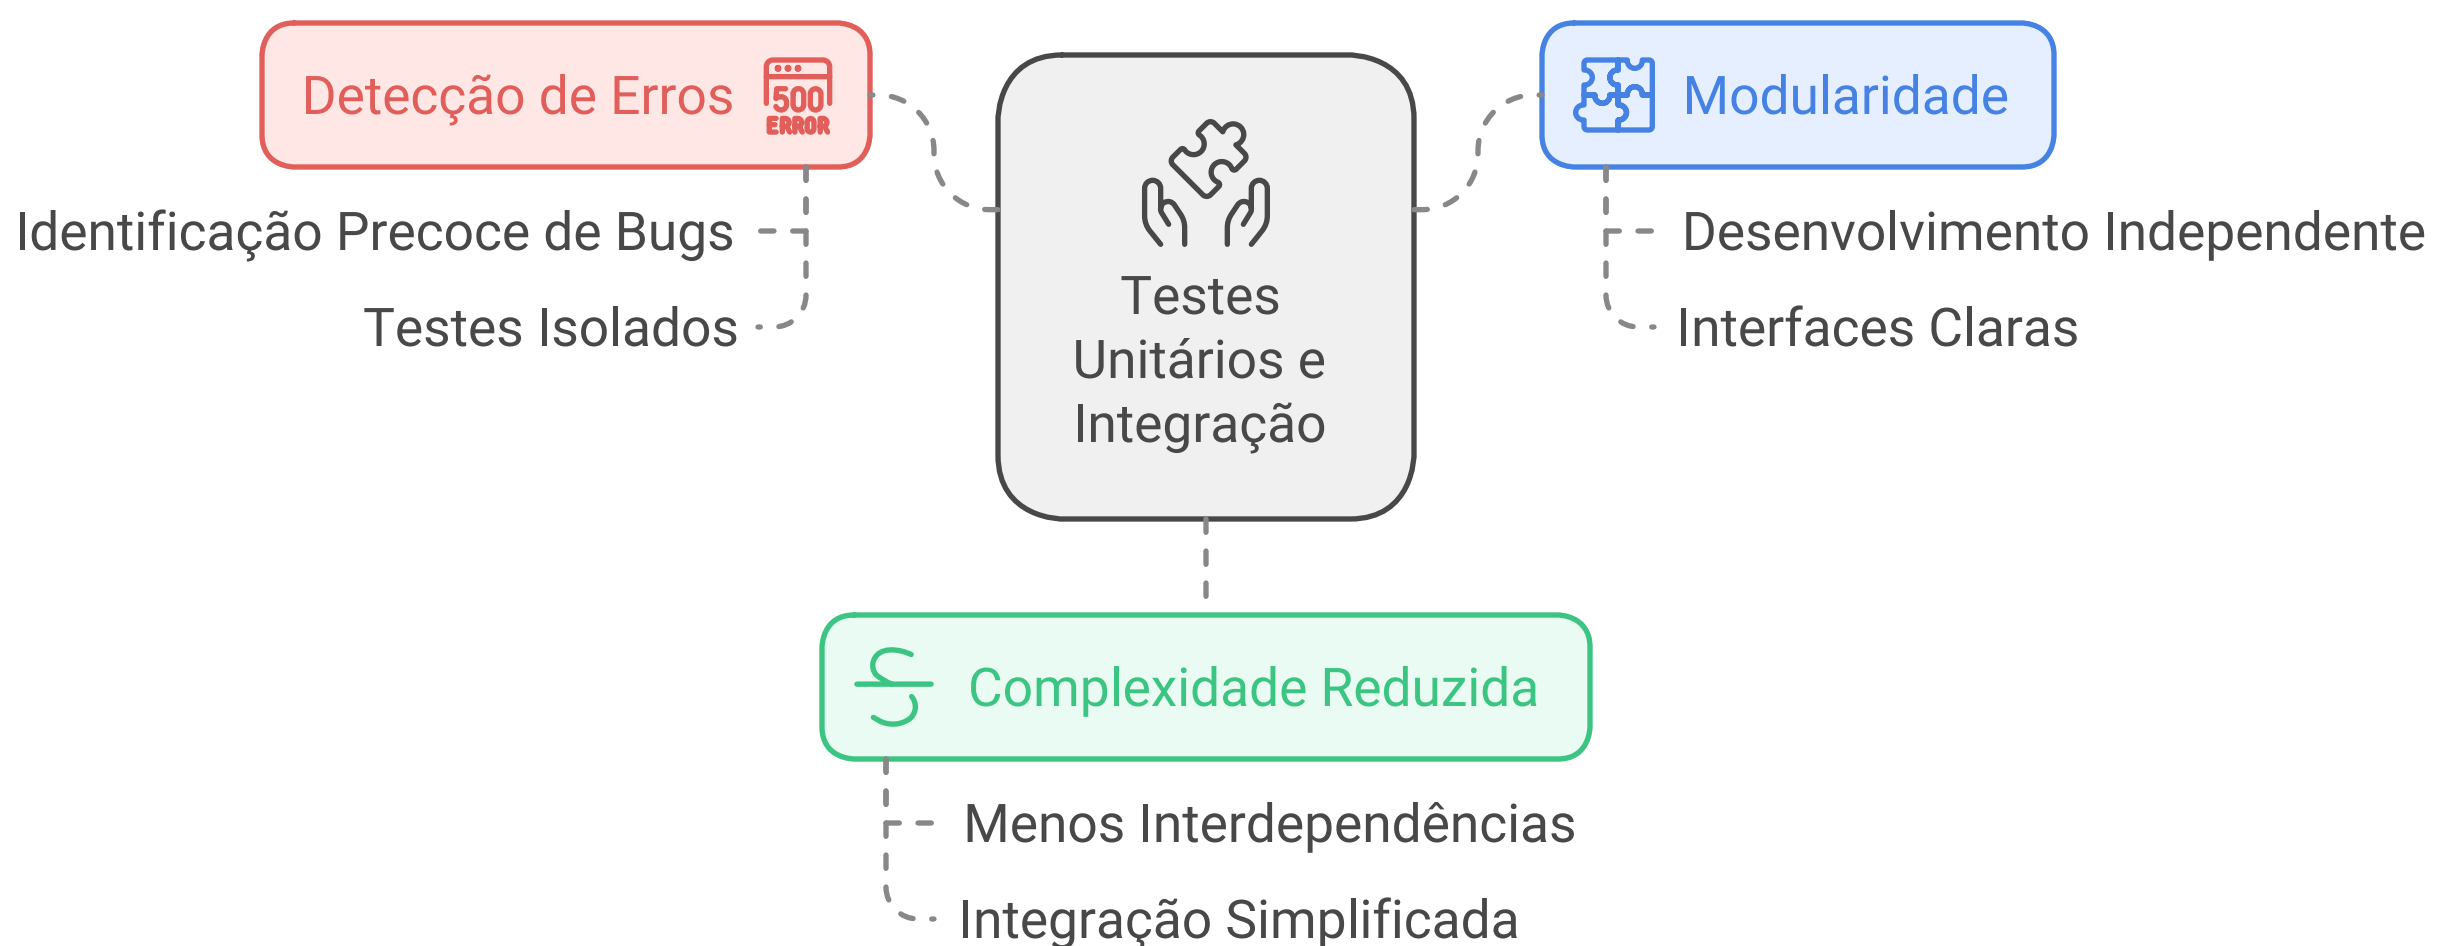 Detecção de Erros
500
ERROR
Identificação Precoce de Bugs
Testes Isolados
Testes
Unitários e
Integração
Modularidade
Desenvolvimento Independente
Interfaces Claras
Complexidade Reduzida
Menos Interdependências
Integração Simplificada